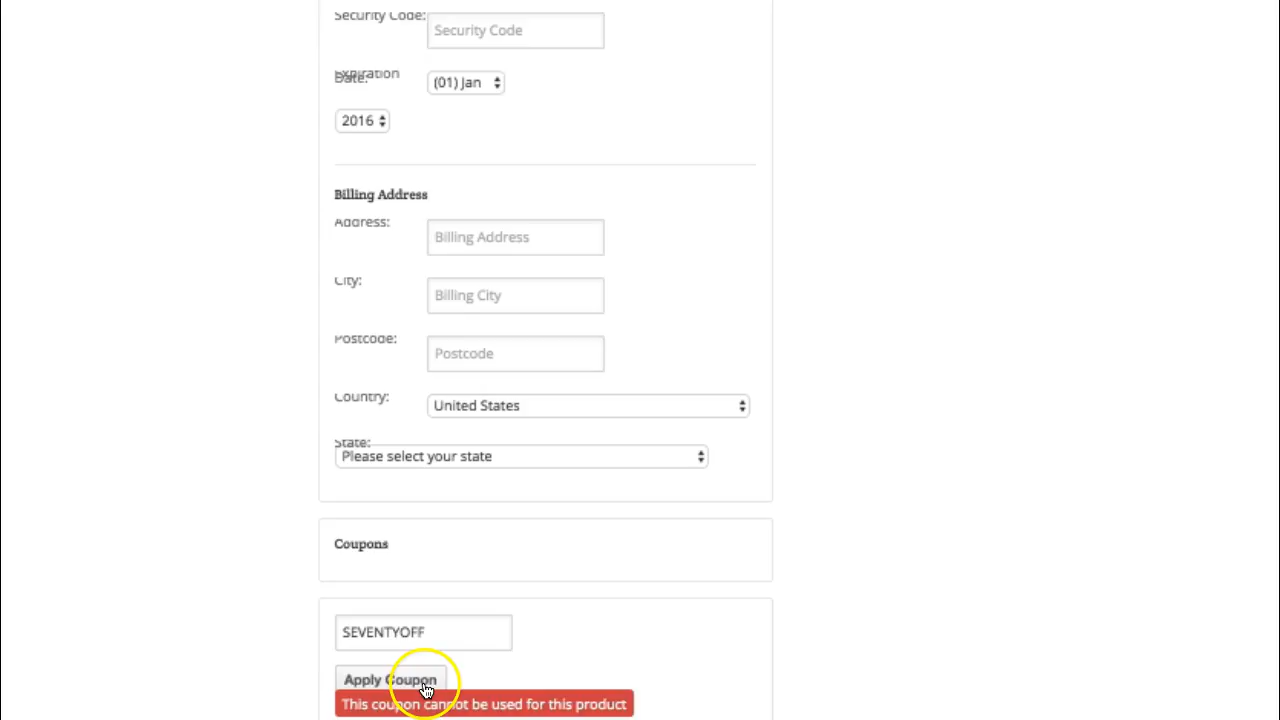 Security Code:
Security Code
Expiration
Date:
(01) Jan
2016
Billing Address
Address:
Billing Address
City:
Billing City
Postcode:
Postcode
Country:
United States
State:
Please select your state
Coupons
SEVENTYOFF
Apply Coupon
This coupon cannot be used for this product